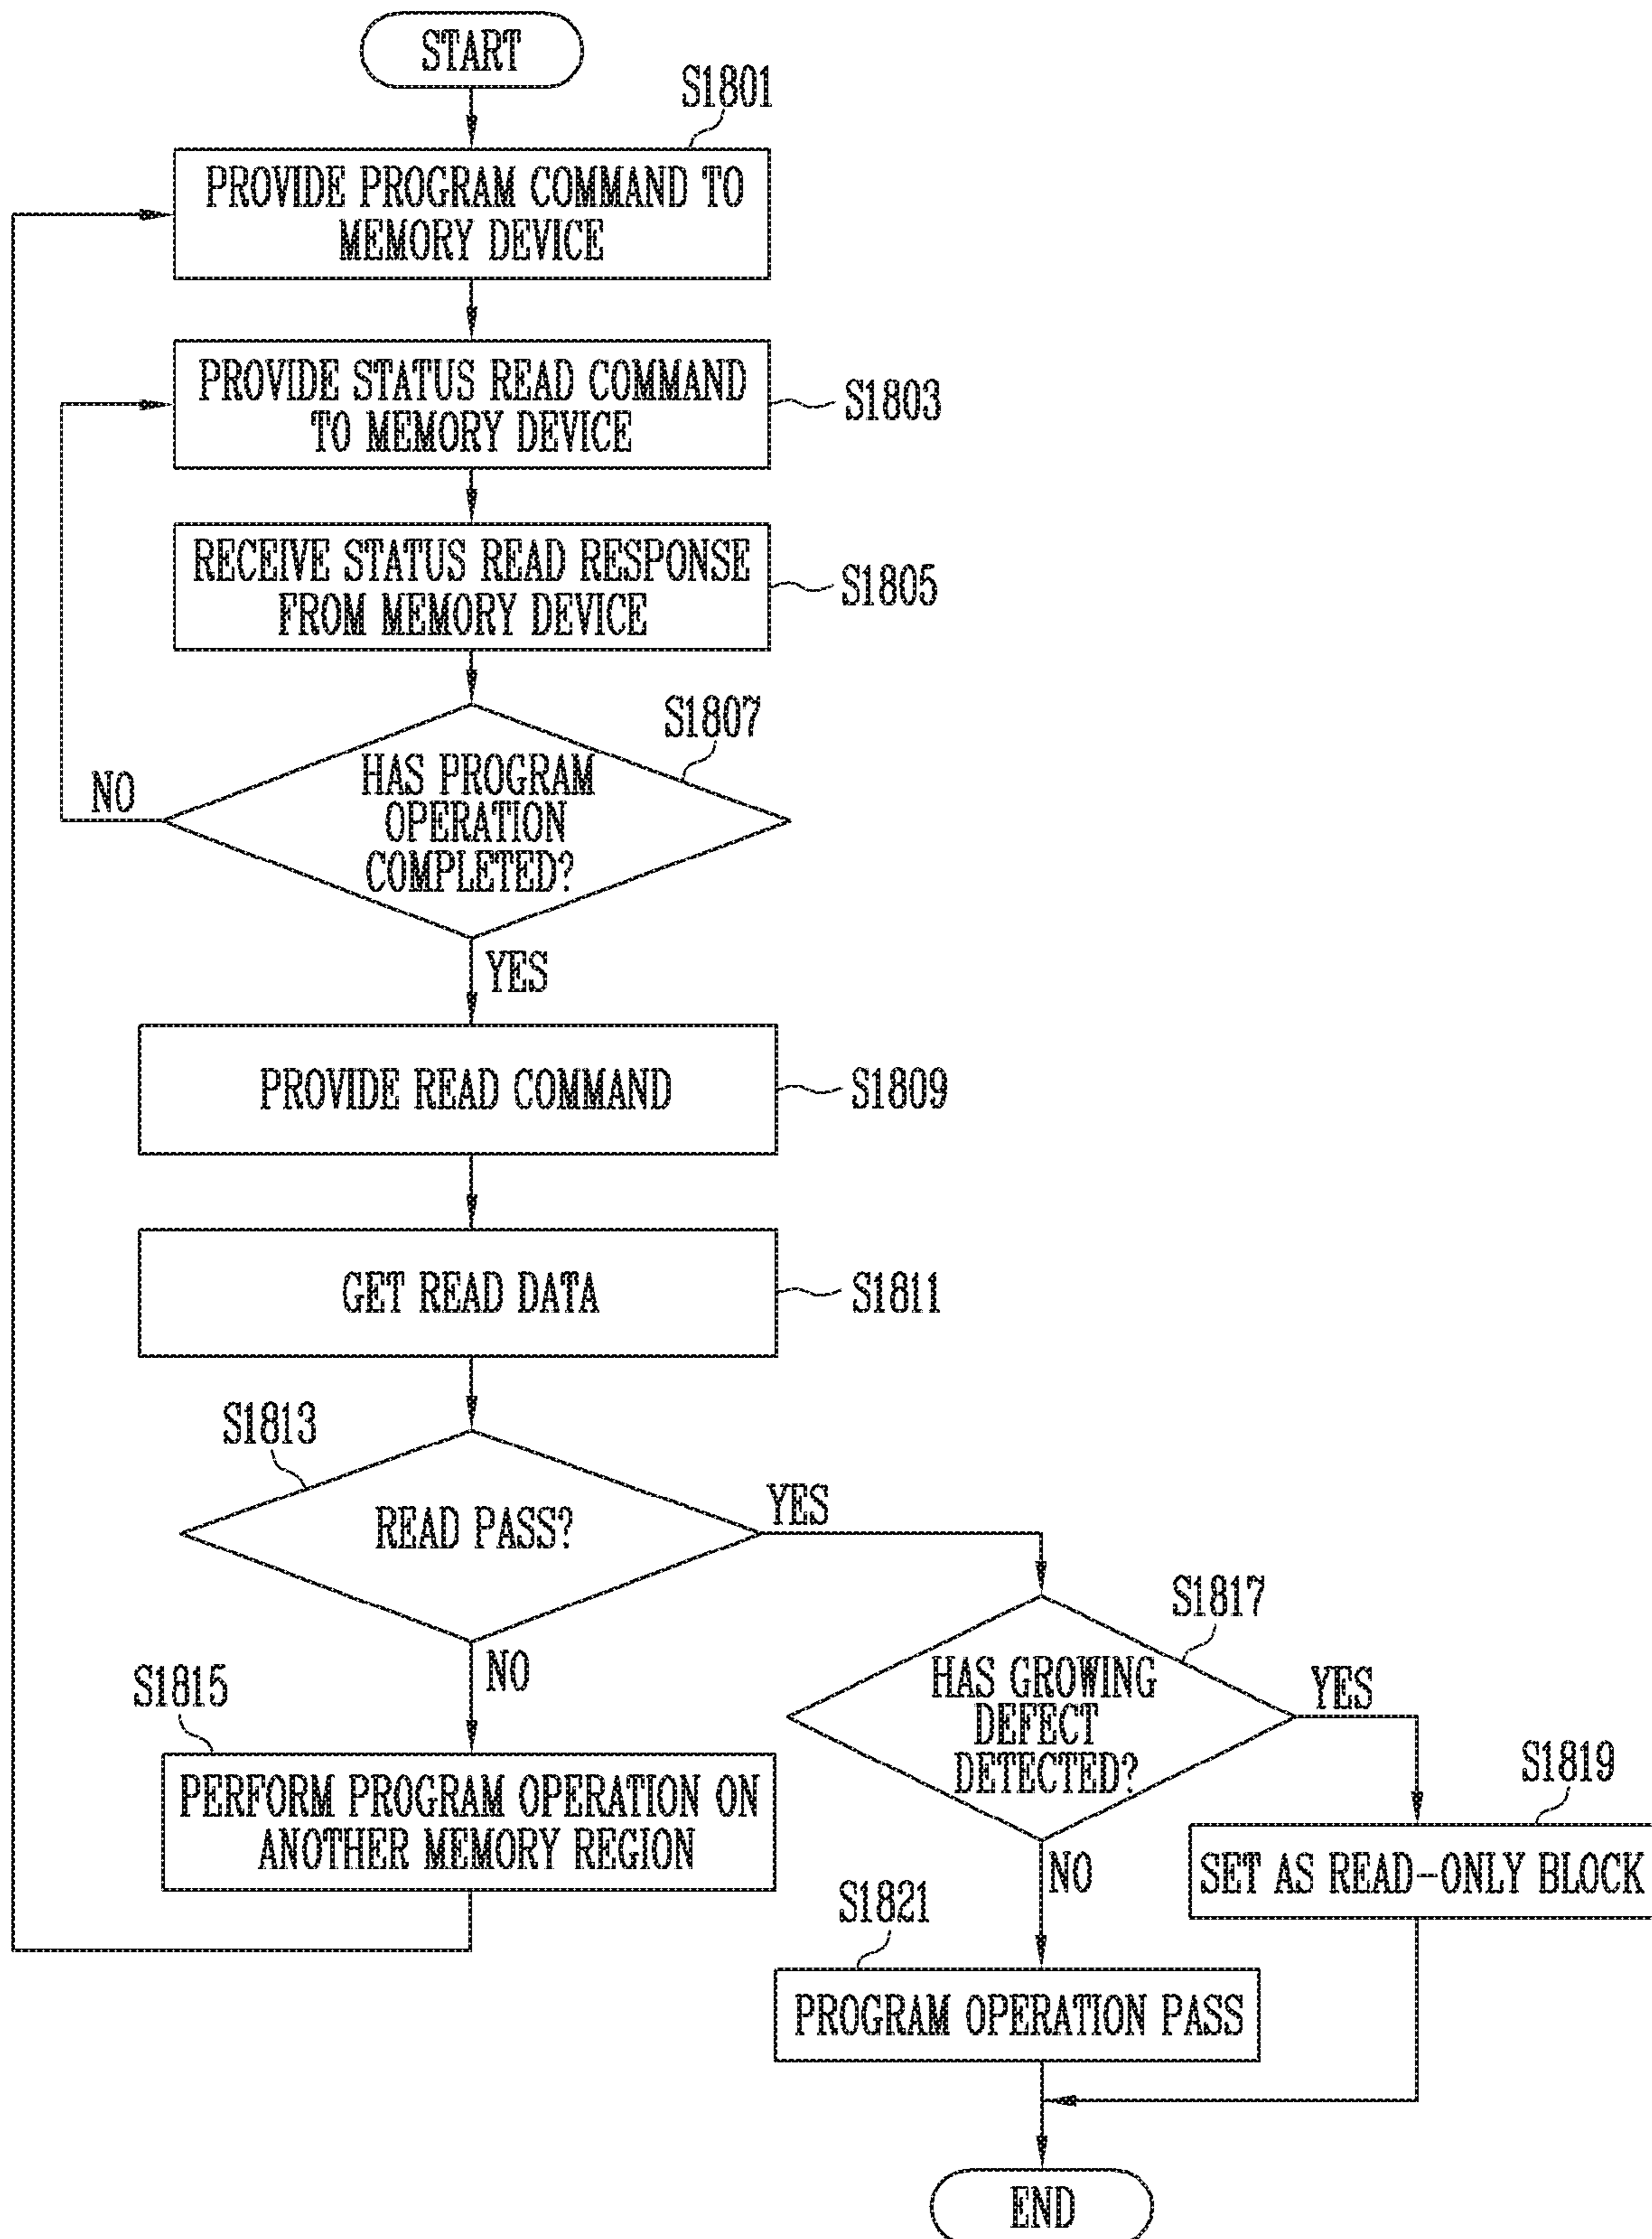 START
S1801
PROVIDE PROGRAM COMMAND TO
MEMORY DEVICE
PROVIDE STATUS READ COMMAND
TO MEMORY DEVICE
S1803
RECEIVE STATUS READ RESPONSE
FROM MEMORY DEVICE
S1805
S1807
HAS PROGRAM
OPERATION
COMPLETED?
NO
YES
PROVIDE READ COMMAND
S1809
GET READ DATA
S1811
S1813
READ PASS?
YES
NO
S1815
PERFORM PROGRAM OPERATION ON
ANOTHER MEMORY REGION
S1817
HAS GROWING
DEFECT
DETECTED?
YES
NO
S1819
SET AS READ-ONLY BLOCK
S1821
PROGRAM OPERATION PASS
END